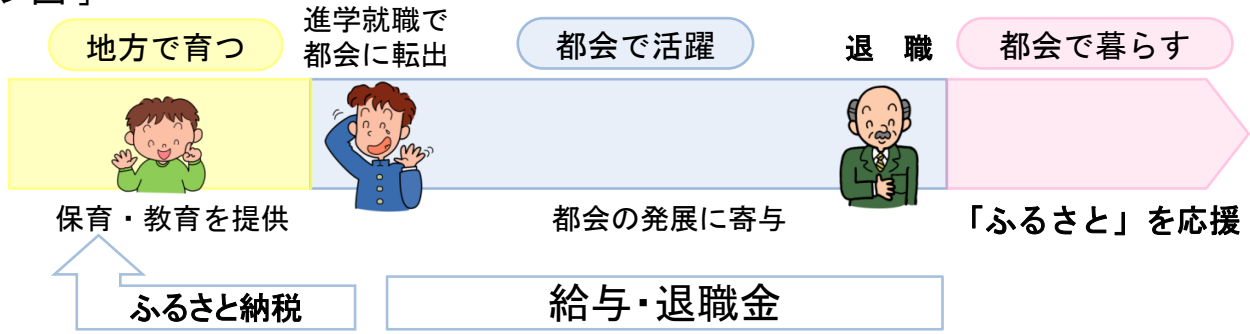 地方で育つ
進学就職で
都会に転出
都会で活躍
退　職
都会で暮らす
保育・教育を提供
都会の発展に寄与
「ふるさと」を応援
ふるさと納税
給与・退職金